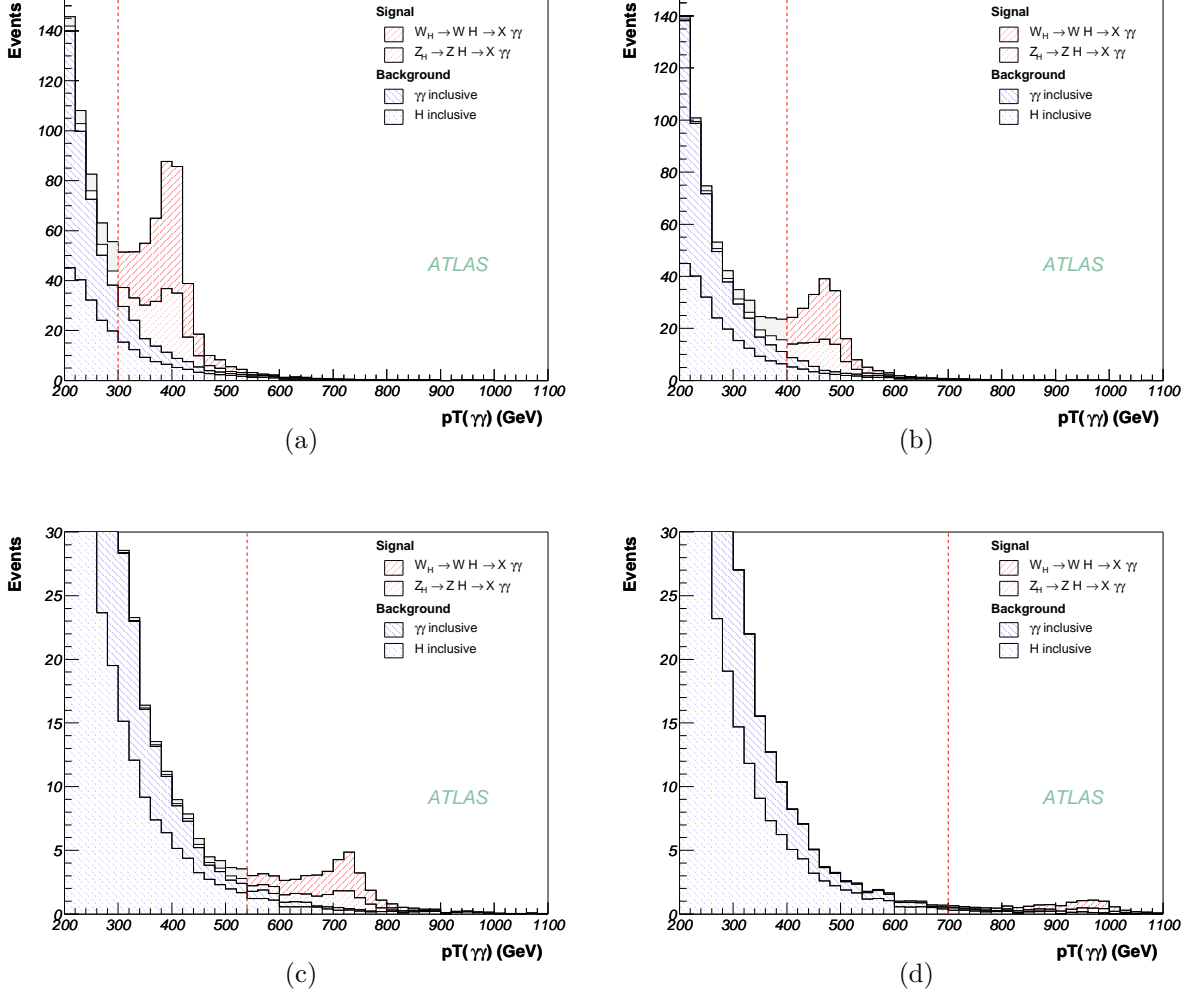 Events
140
120
100
80
60
40
20
0
200 300 400 500 600 700 800 900 1000 1100
pT(γγ) (GeV)
Signal
W_H → W H → X γγ
Z_H → Z H → X γγ
Background
γγ inclusive
H inclusive
ATLAS
(a)
Events
140
120
100
80
60
40
20
0
200 300 400 500 600 700 800 900 1000 1100
pT(γγ) (GeV)
Signal
W_H → W H → X γγ
Z_H → Z H → X γγ
Background
γγ inclusive
H inclusive
ATLAS
(b)
Events
30
25
20
15
10
5
0
200 300 400 500 600 700 800 900 1000 1100
pT(γγ) (GeV)
Signal
W_H → W H → X γγ
Z_H → Z H → X γγ
Background
γγ inclusive
H inclusive
ATLAS
(c)
Events
30
25
20
15
10
5
0
200 300 400 500 600 700 800 900 1000 1100
pT(γγ) (GeV)
Signal
W_H → W H → X γγ
Z_H → Z H → X γγ
Background
γγ inclusive
H inclusive
ATLAS
(d)